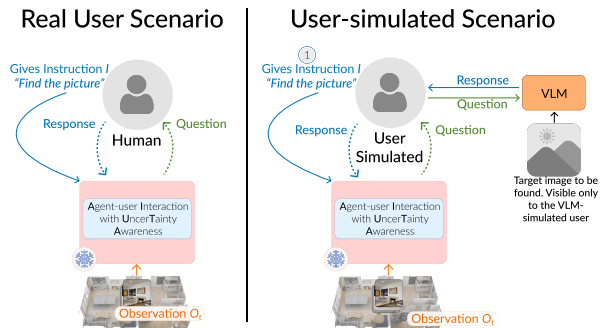 Real User Scenario
Gives Instruction I
"Find the picture"
Response
Question
Human
Agent-user Interaction
with UncerTainty
Awareness
Observation Ot
User-simulated Scenario
1
Gives Instruction I
"Find the picture"
Response
Question
User
Simulated
Response
Question
VLM
Target image to be
found. Visible only
to the VLM-
simulated user
Agent-user Interaction
with UncerTainty
Awareness
Observation Ot